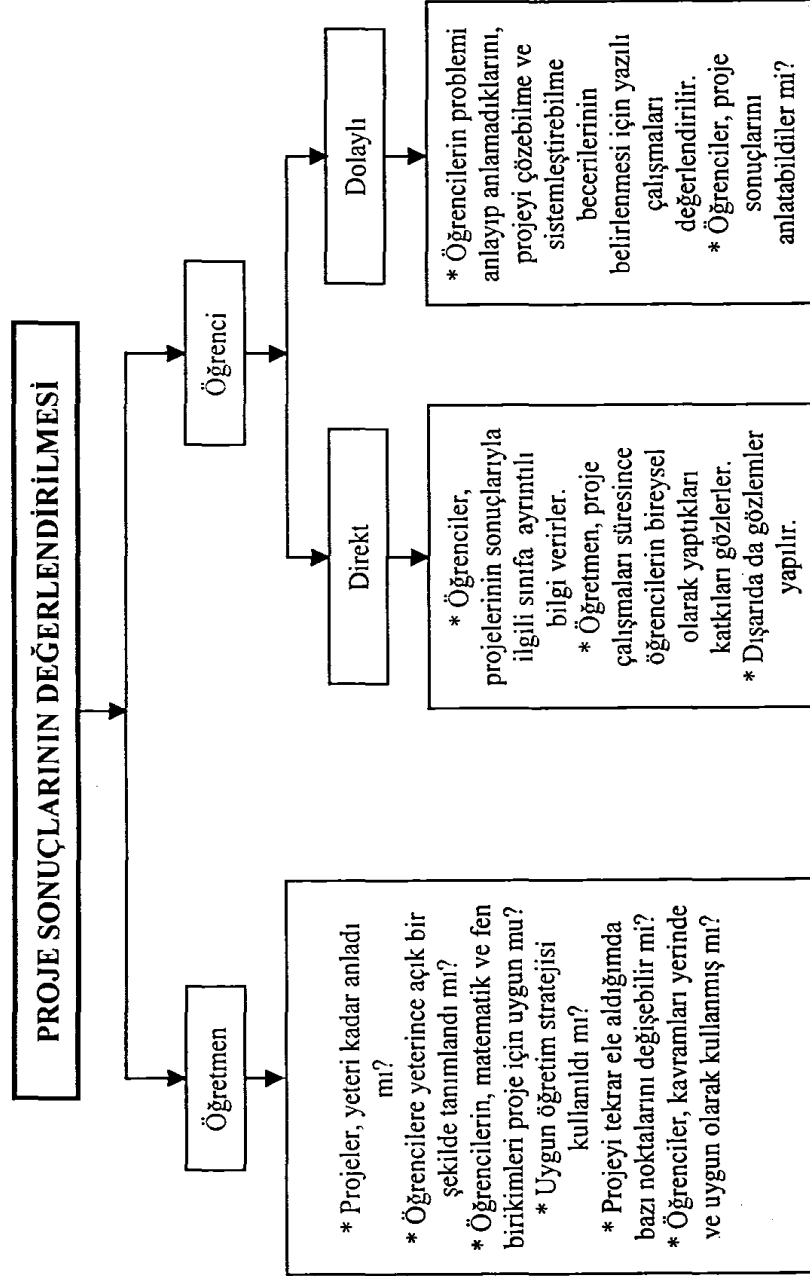 PROJE SONUÇLARININ DEĞERLENDİRİLMESİ
Öğretmen
* Projeler, yeteri kadar anladı
mı?
* Öğrencilere yeterince açık bir
şekilde tanımlandı mı?
* Öğrencilerin, matematik ve fen
birikimleri proje için uygun mu?
* Uygun öğretim stratejisi
kullanıldı mı?
* Projeyi tekrar ele aldığımda
bazı noktalarını değişebilir mi?
* Öğrenciler, kavramları yerinde
ve uygun olarak kullanmış mı?
Öğrenci
Direkt
* Öğrenciler,
projelerinin sonuçlarıyla
ilgili sınıfa ayrıntılı
bilgi verirler.
* Öğretmen, proje
çalışmaları süresince
öğrencilerin bireysel
olarak yaptıkları
katkıları gözlerler.
* Dışarıda da gözlemler
yapılır.
Dolaylı
* Öğrencilerin problemi
anlayıp anlamadıklarını,
projeyi çözebilme ve
sistemleştirebilme
becerilerinin
belirlenmesi için yazılı
çalışmaları
değerlendirilir.
* Öğrenciler, proje
sonuçlarını
anlatabildiler mi?